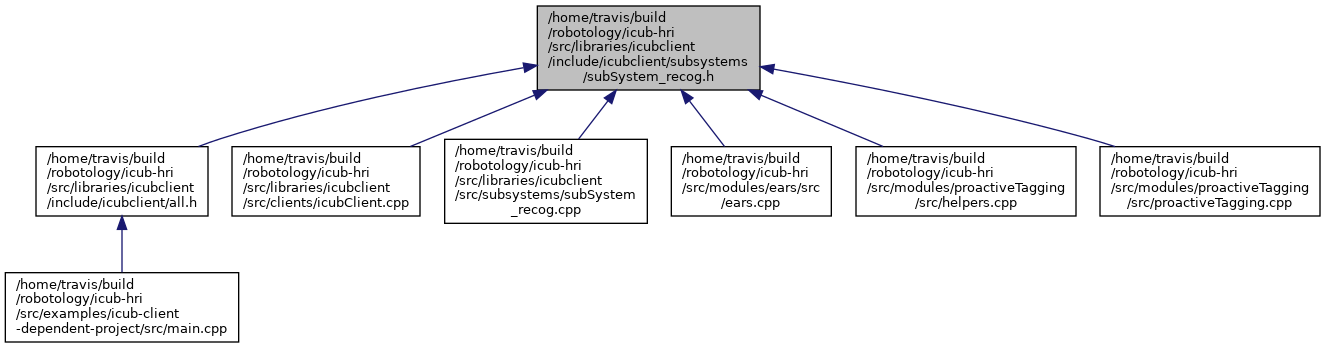 /home/travis/build
/robotology/icub-hri
/src/libraries/icubclient
/include/icubclient/subsystems
/subSystem_recog.h
/home/travis/build
/robotology/icub-hri
/src/libraries/icubclient
/include/icubclient/all.h
/home/travis/build
/robotology/icub-hri
/src/libraries/icubclient
/src/clients/icubClient.cpp
/home/travis/build
/robotology/icub-hri
/src/libraries/icubclient
/src/subsystems/subSystem
_recog.cpp
/home/travis/build
/robotology/icub-hri
/src/modules/ears/src
/ears.cpp
/home/travis/build
/robotology/icub-hri
/src/modules/proactiveTagging
/src/helpers.cpp
/home/travis/build
/robotology/icub-hri
/src/modules/proactiveTagging
/src/proactiveTagging.cpp
/home/travis/build
/robotology/icub-hri
/src/examples/icub-client
-dependent-project/src/main.cpp